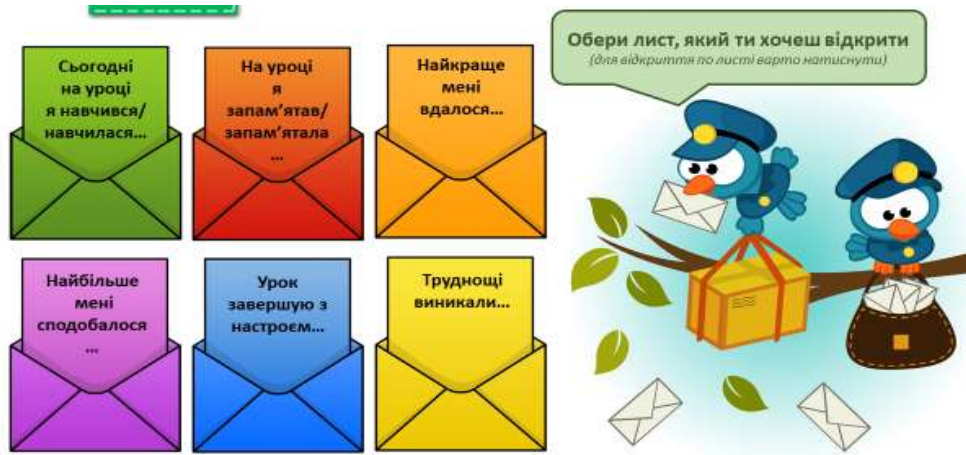 Сьогодні
на уроці
я навчився/
навчилася...
На уроці
я
запам’ятав/
запам’ятала
...
Найкраще
мені
вдалося...
Обери лист, який ти хочеш відкрити
(для відкриття по листі варто натиснути)
Найбільше
мені
сподобалося
...
Урок
завершую з
настроєм...
Труднощі
виникали...